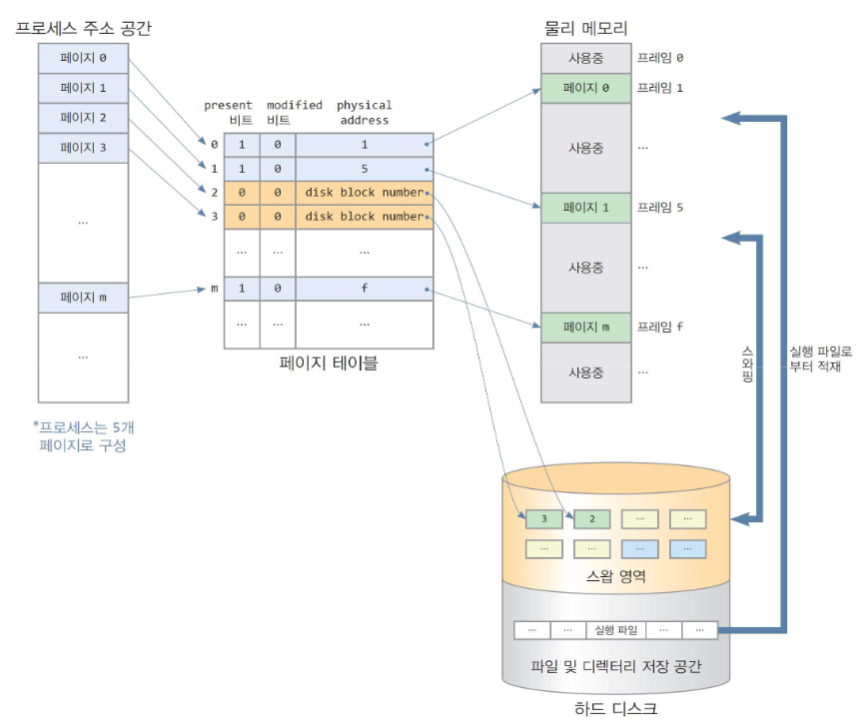 프로세스 주소 공간
페이지 0
페이지 1
페이지 2
페이지 3
...
페이지 m
...
*프로세스는 5개
페이지로 구성
present 비트 modified 비트 physical address
0 1 0 1
1 1 0 5
2 0 0 disk block number
3 0 0 disk block number
... ... ...
m 1 0 f
... ... ...
페이지 테이블
물리 메모리
사용중 프레임 0
페이지 0 프레임 1
사용중 ...
페이지 1 프레임 5
사용중 ...
페이지 m 프레임 f
사용중 ...
스와핑
실행 파일로
부터 적재
3 2 ... ...
... ... ... ...
스왑 영역
... ... 실행 파일 ... ...
파일 및 디렉터리 저장 공간
하드 디스크